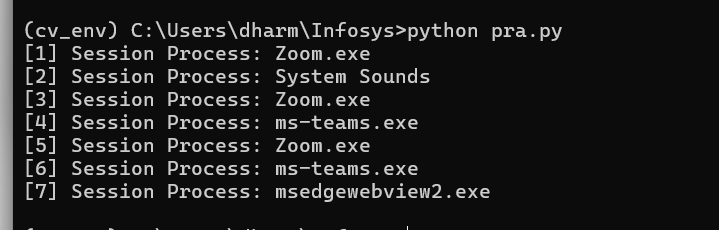 (cv_env) C:\Users\dharm\Infosys>python pra.py
[1] Session Process: Zoom.exe
[2] Session Process: System Sounds
[3] Session Process: Zoom.exe
[4] Session Process: ms-teams.exe
[5] Session Process: Zoom.exe
[6] Session Process: ms-teams.exe
[7] Session Process: msedgewebview2.exe